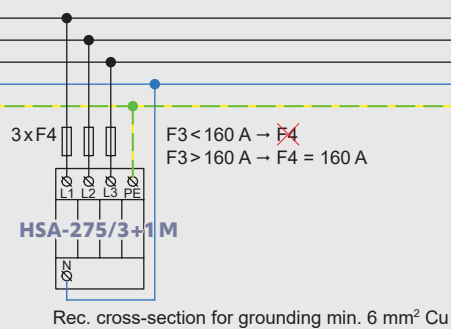 3xF4
F3 < 160 A → F4
F3 > 160 A → F4 = 160 A
L1 L2 L3 PE
HSA-275/3+1 M
N
Rec. cross-section for grounding min. 6 mm² Cu